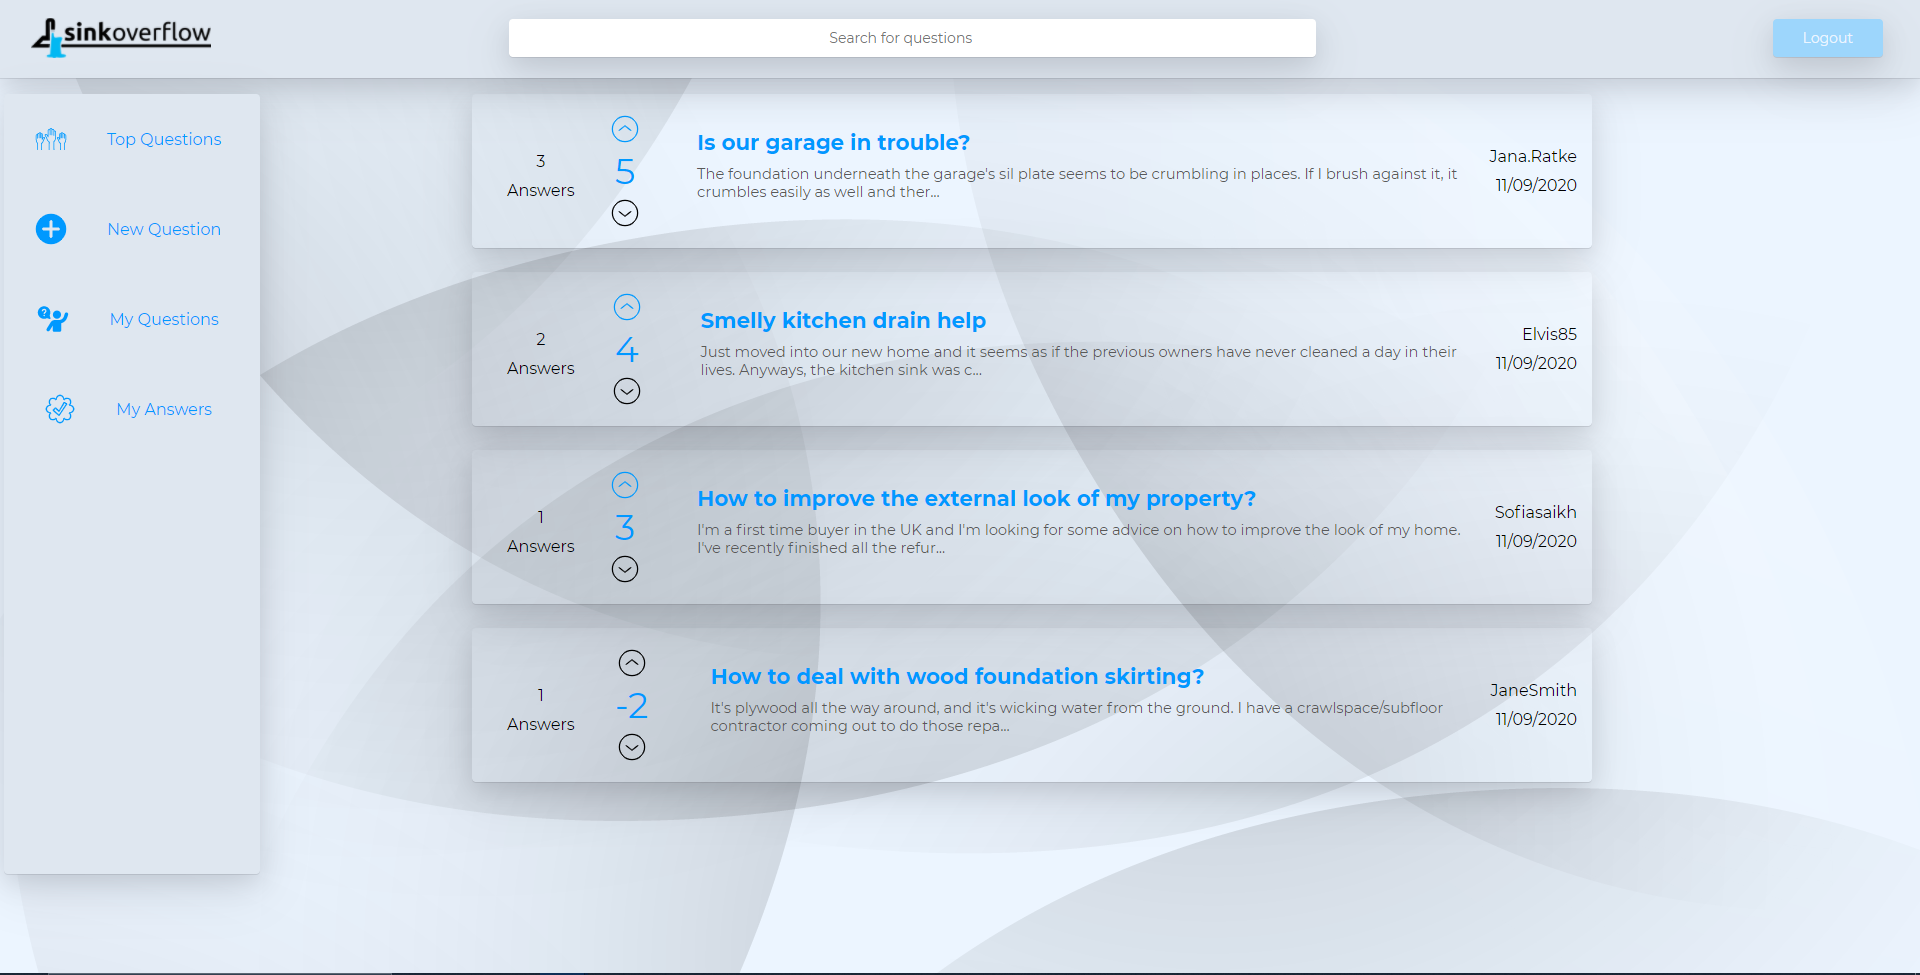 sinkoverflow
Search for questions
Logout
Top Questions
New Question
My Questions
My Answers
3
Answers
5
Is our garage in trouble?
The foundation underneath the garage's sil plate seems to be crumbling in places. If I brush against it, it
crumbles easily as well and ther...
Jana.Ratke
11/09/2020
2
Answers
4
Smelly kitchen drain help
Just moved into our new home and it seems as if the previous owners have never cleaned a day in their
lives. Anyways, the kitchen sink was c...
Elvis85
11/09/2020
1
Answers
3
How to improve the external look of my property?
I'm a first time buyer in the UK and I'm looking for some advice on how to improve the look of my home.
I've recently finished all the refur...
Sofiasaikh
11/09/2020
1
Answers
-2
How to deal with wood foundation skirting?
It's plywood all the way around, and it's wicking water from the ground. I have a crawlspace/subfloor
contractor coming out to do those repa...
JaneSmith
11/09/2020